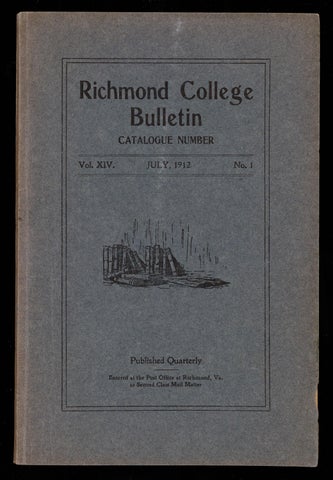 Richmond College
Bulletin
CATALOGUE NUMBER
Vol. XIV. JULY, 1912 No. 1
Published Quarterly
Entered at the Post Office at Richmond, Va.
as Second Class Mail Matter